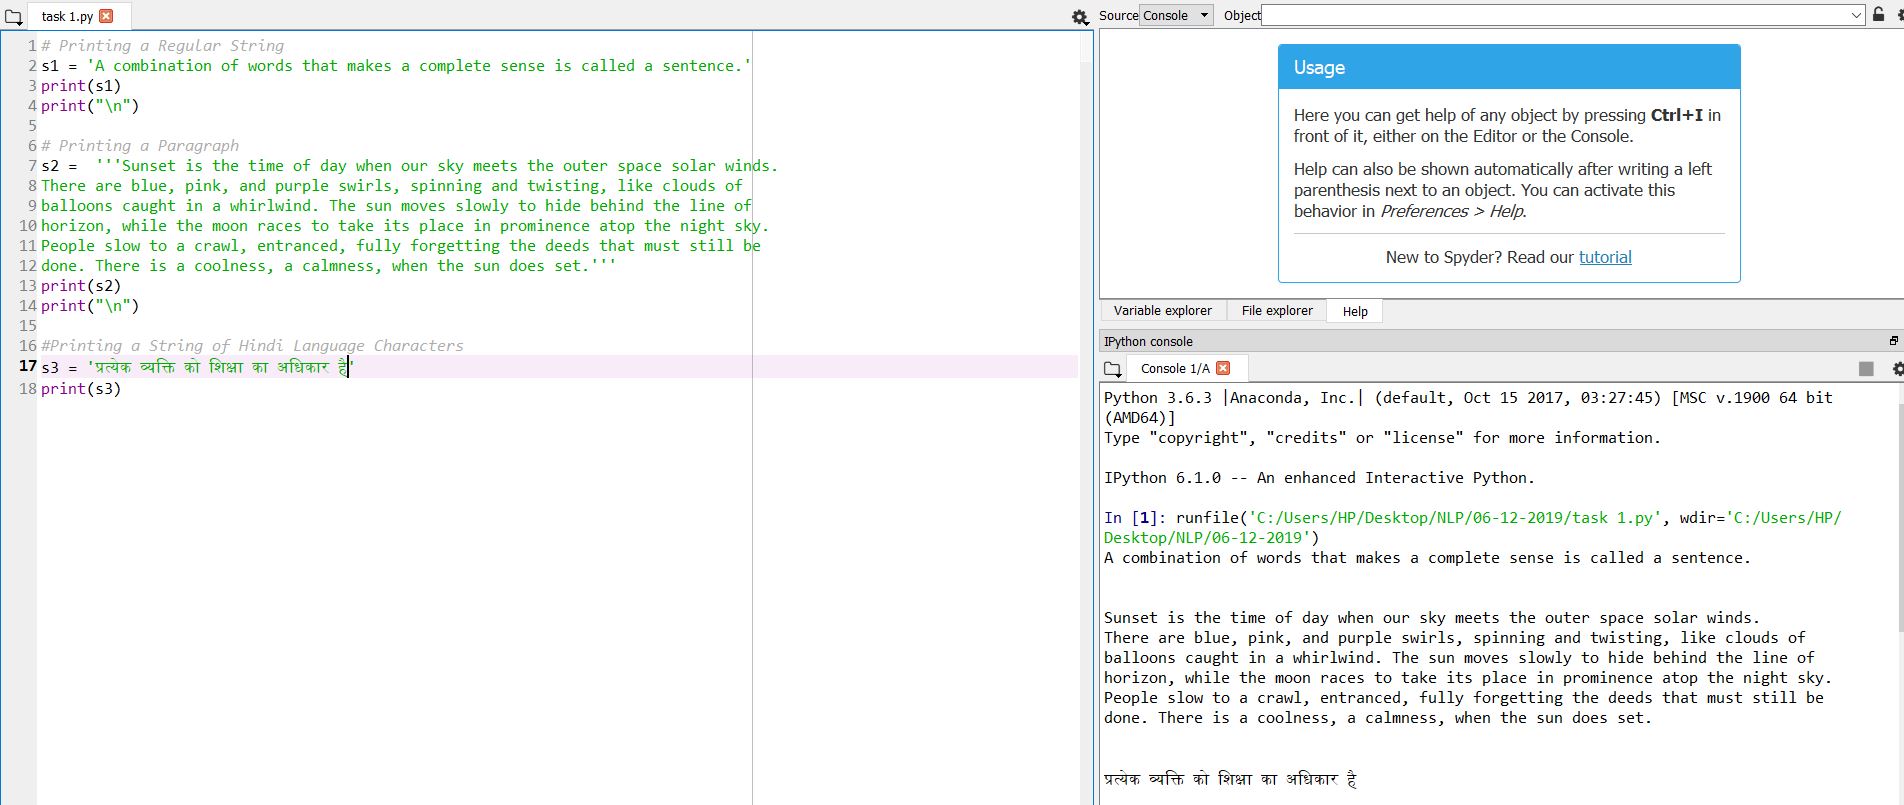 task 1.py
1 # Printing a Regular String
2 s1 = 'A combination of words that makes a complete sense is called a sentence.'
3 print(s1)
4 print("\n")
5
6 # Printing a Paragraph
7 s2 =  '''Sunset is the time of day when our sky meets the outer space solar winds.
8 There are blue, pink, and purple swirls, spinning and twisting, like clouds of
9 balloons caught in a whirlwind. The sun moves slowly to hide behind the line of
10 horizon, while the moon races to take its place in prominence atop the night sky.
11 People slow to a crawl, entranced, fully forgetting the deeds that must still be
12 done. There is a coolness, a calmness, when the sun does set.'''
13 print(s2)
14 print("\n")
15
16 #Printing a String of Hindi Language Characters
17 s3 = 'प्रत्येक व्यक्ति को शिक्षा का अधिकार है'
18 print(s3)
Source Console Object
Usage
Here you can get help of any object by pressing Ctrl+I in
front of it, either on the Editor or the Console.
Help can also be shown automatically after writing a left
parenthesis next to an object. You can activate this
behavior in Preferences > Help.
New to Spyder? Read our tutorial
Variable explorer File explorer Help
IPython console
Console 1/A
Python 3.6.3 |Anaconda, Inc.| (default, Oct 15 2017, 03:27:45) [MSC v.1900 64 bit
(AMD64)]
Type "copyright", "credits" or "license" for more information.
IPython 6.1.0 -- An enhanced Interactive Python.
In [1]: runfile('C:/Users/HP/Desktop/NLP/06-12-2019/task 1.py', wdir='C:/Users/HP/
Desktop/NLP/06-12-2019')
A combination of words that makes a complete sense is called a sentence.
Sunset is the time of day when our sky meets the outer space solar winds.
There are blue, pink, and purple swirls, spinning and twisting, like clouds of
balloons caught in a whirlwind. The sun moves slowly to hide behind the line of
horizon, while the moon races to take its place in prominence atop the night sky.
People slow to a crawl, entranced, fully forgetting the deeds that must still be
done. There is a coolness, a calmness, when the sun does set.
प्रत्येक व्यक्ति को शिक्षा का अधिकार है